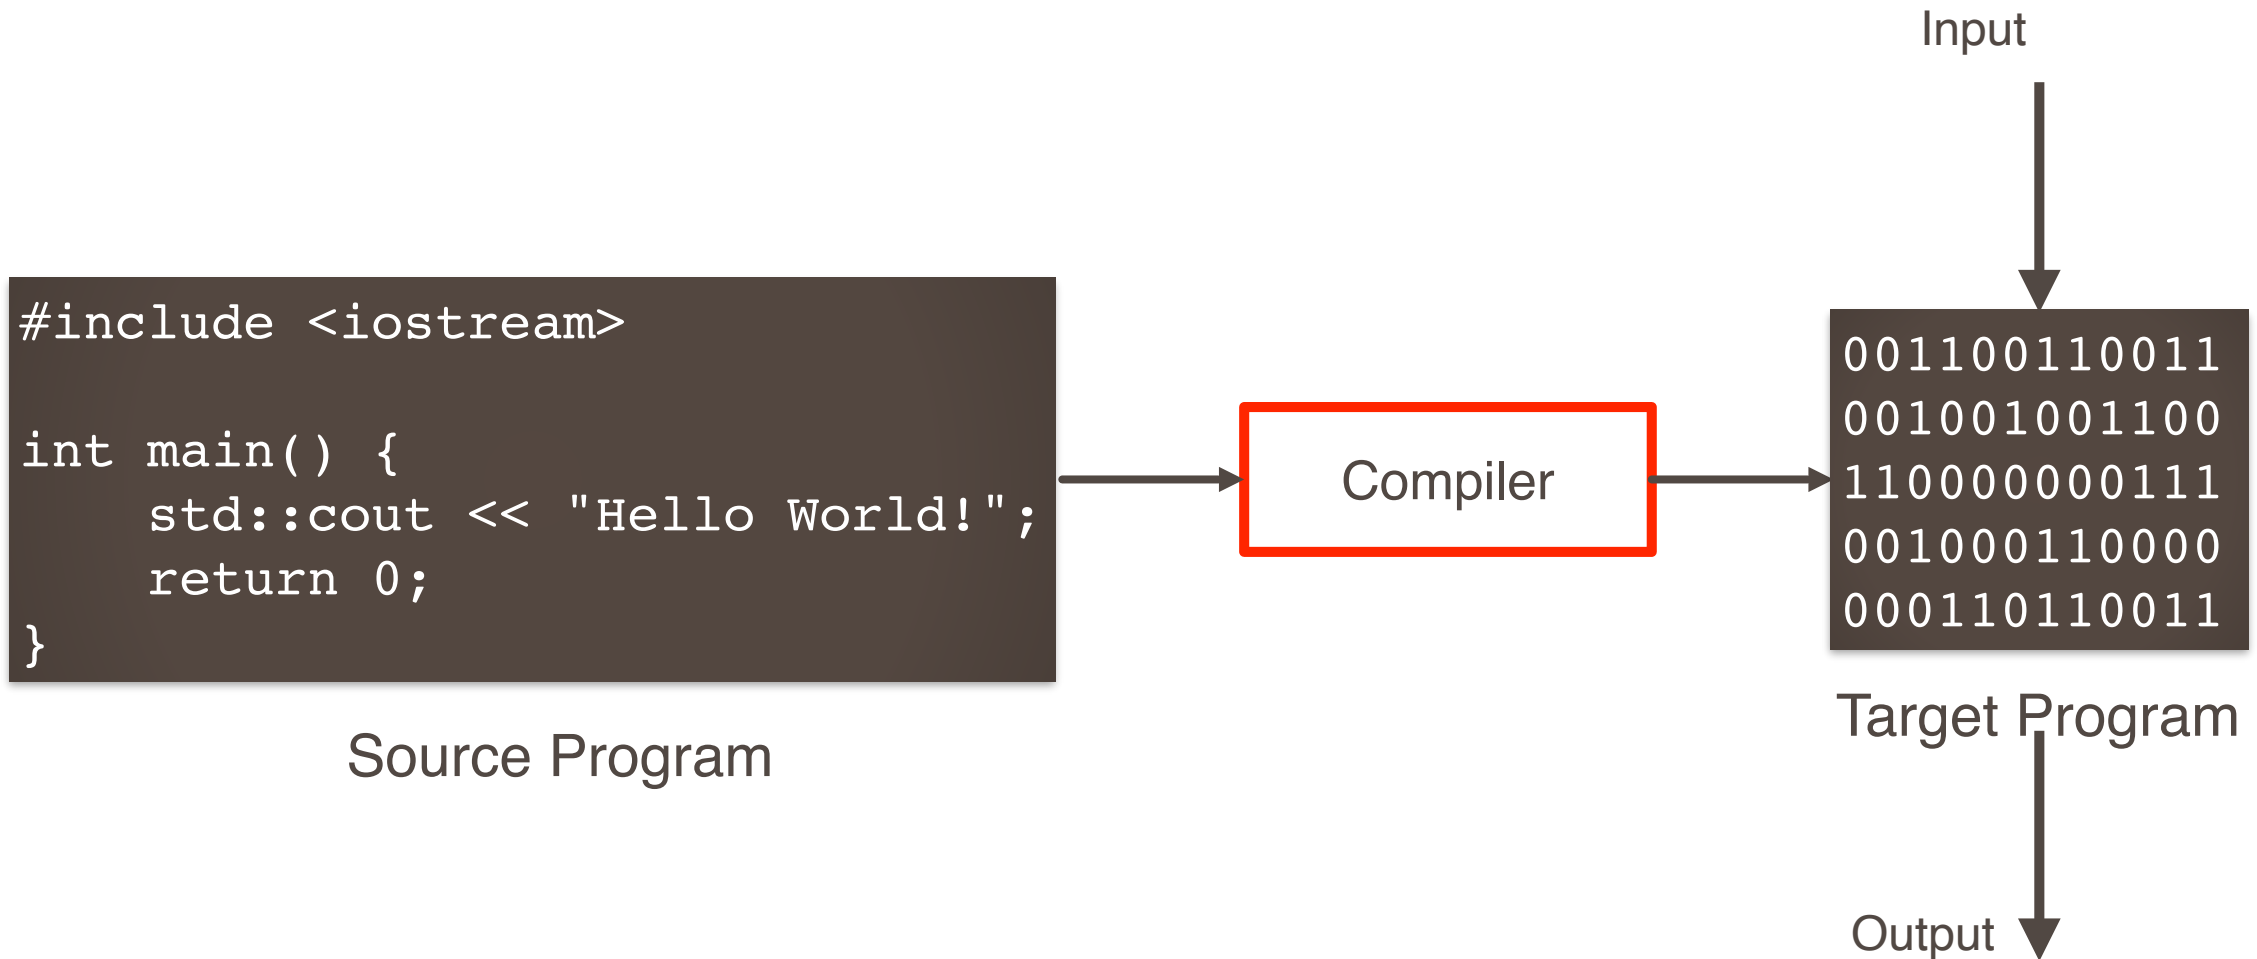 Input
#include <iostream>
int main() {
    std::cout << "Hello World!";
    return 0;
}
Source Program
Compiler
001100110011
001001001100
110000000111
001000110000
000110110011
Target Program
Output